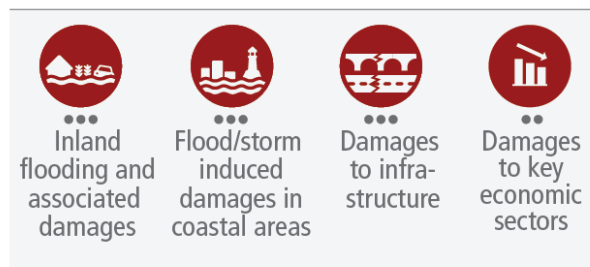 Inland
flooding and
associated
damages
Flood/storm
induced
damages in
coastal areas
Damages
to infra-
structure
Damages
to key
economic
sectors